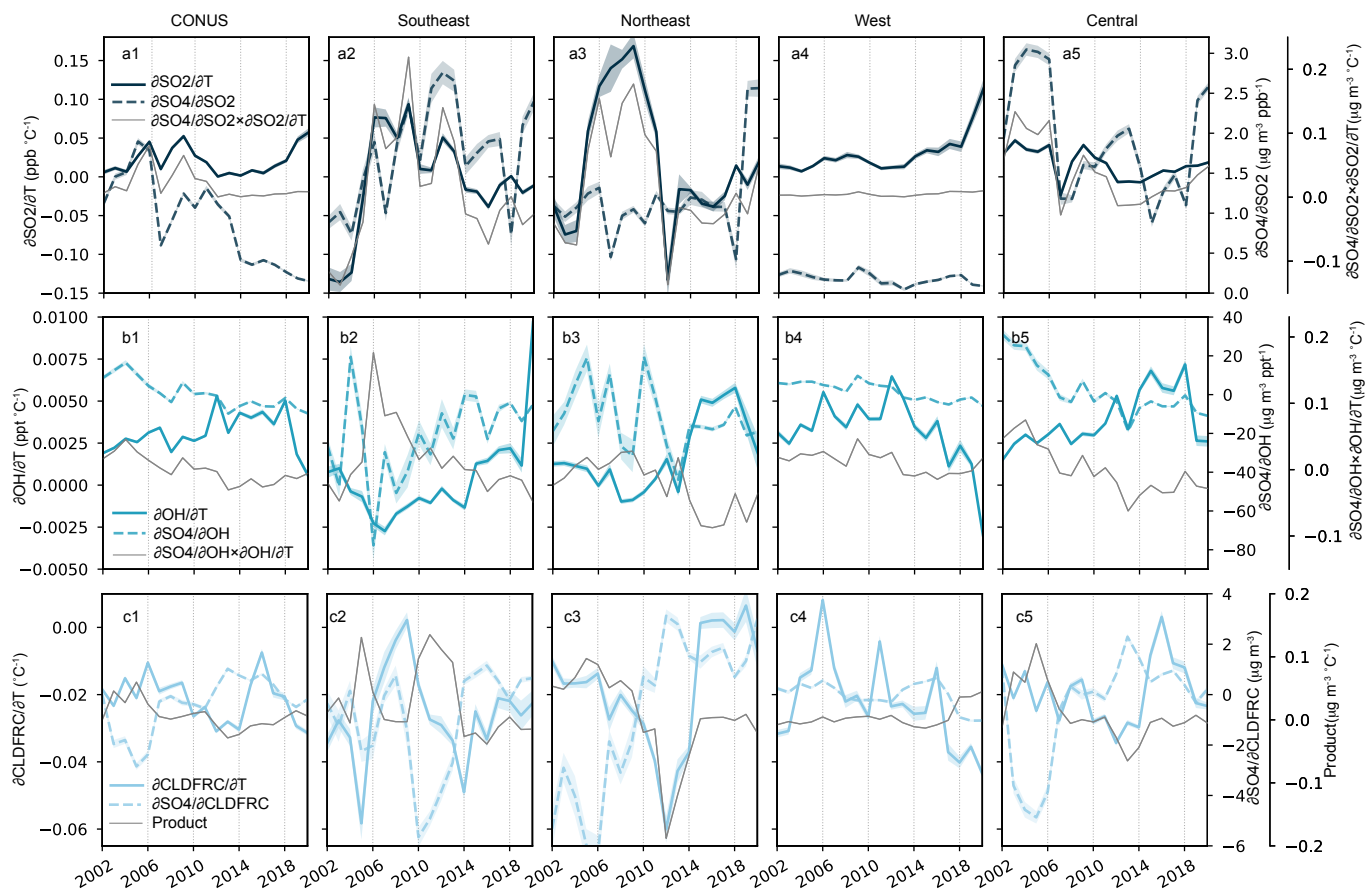 CONUS Southeast Northeast West Central
a1 a2 a3 a4 a5
∂SO2/∂T
∂SO4/∂SO2
∂SO4/∂SO2×∂SO2/∂T
∂SO2/∂T (ppb °C⁻¹)
0.15
0.10
0.05
0.00
−0.05
−0.10
−0.15
3.0
2.5
2.0
1.5
1.0
0.5
0.0
∂SO4/∂SO2 (µg m⁻³ ppb⁻¹)
0.2
0.1
0.0
−0.1
∂SO4/∂SO2×∂SO2/∂T(µg m⁻³ °C⁻¹)
b1 b2 b3 b4 b5
∂OH/∂T
∂SO4/∂OH
∂SO4/∂OH×∂OH/∂T
∂OH/∂T (ppt °C⁻¹)
0.0100
0.0075
0.0050
0.0025
0.0000
−0.0025
−0.0050
40
20
0
−20
−40
−60
−80
∂SO4/∂OH (µg m⁻³ ppt⁻¹)
0.2
0.1
0.0
−0.1
∂SO4/∂OH×∂OH/∂T(µg m⁻³ °C⁻¹)
c1 c2 c3 c4 c5
∂CLDFRC/∂T
∂SO4/∂CLDFRC
Product
∂CLDFRC/∂T (°C⁻¹)
0.00
−0.02
−0.04
−0.06
4
2
0
−2
−4
−6
∂SO4/∂CLDFRC (µg m⁻³)
0.2
0.1
0.0
−0.1
−0.2
Product(µg m⁻³ °C⁻¹)
2002 2006 2010 2014 2018 2002 2006 2010 2014 2018 2002 2006 2010 2014 2018 2002 2006 2010 2014 2018 2002 2006 2010 2014 2018